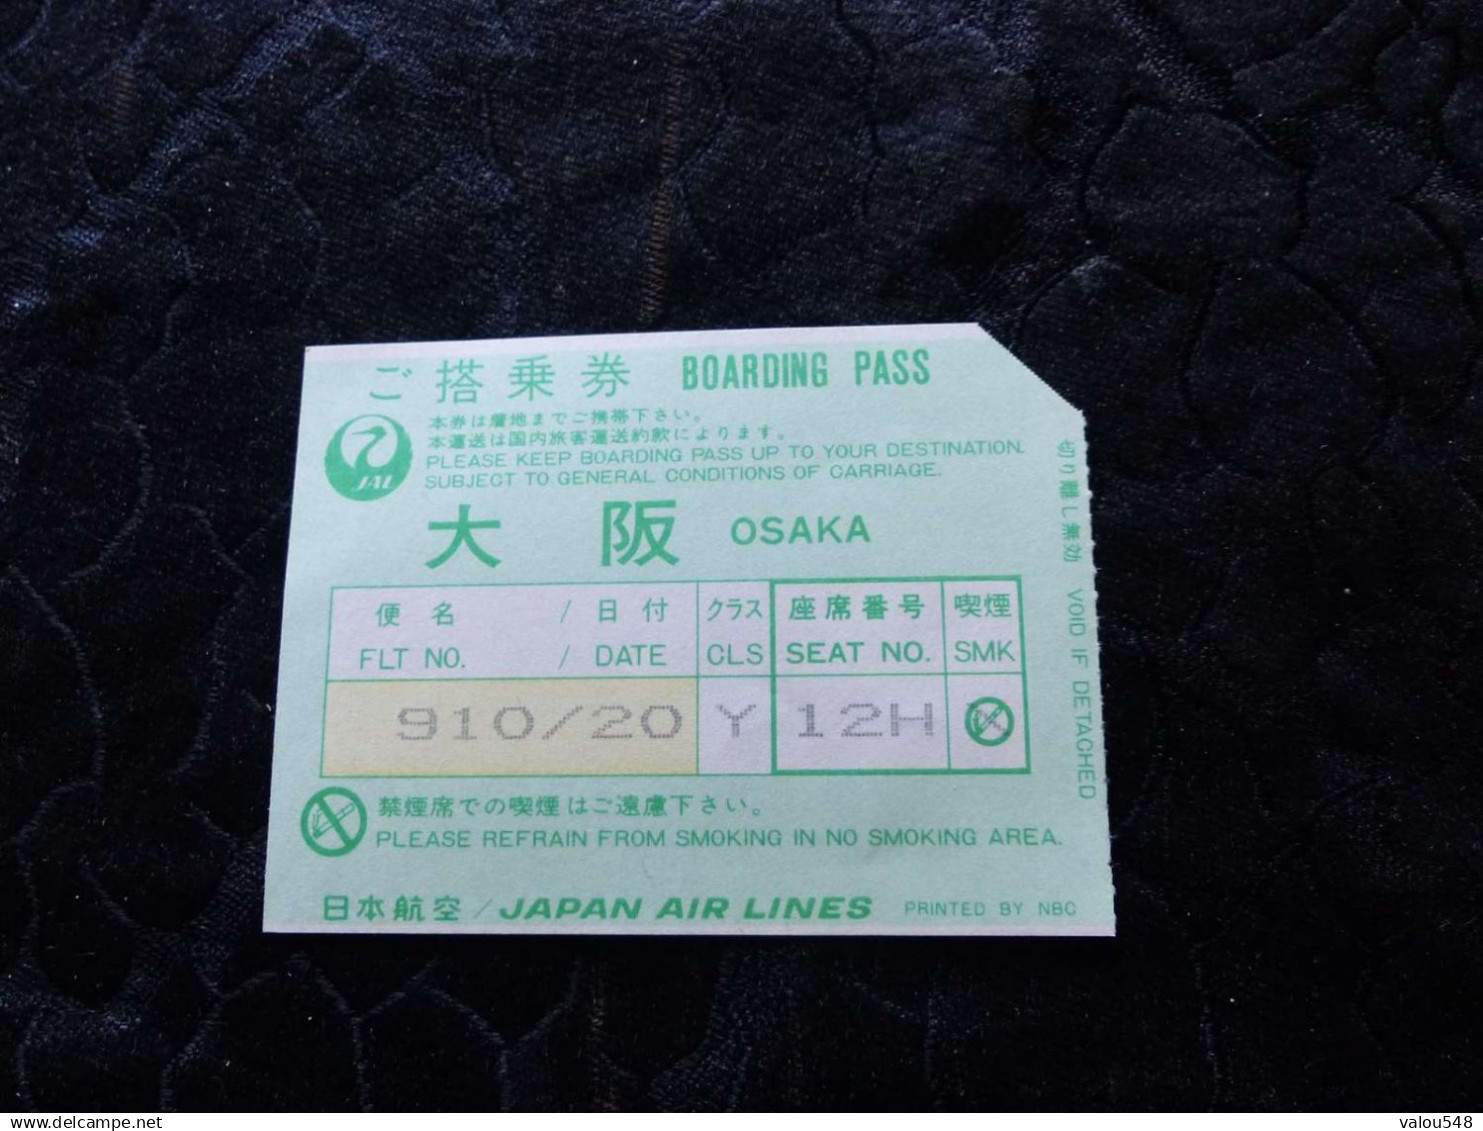 ご搭乗券 BOARDING PASS
本券は着地までご携帯下さい。
本運送は国内旅客運送約款によります。
PLEASE KEEP BOARDING PASS UP TO YOUR DESTINATION.
SUBJECT TO GENERAL CONDITIONS OF CARRIAGE.
JAL
大阪 OSAKA
便名 / 日付 クラス 座席番号 喫煙
FLT NO. / DATE CLS SEAT NO. SMK
910/20 Y 12H
禁煙席での喫煙はご遠慮下さい。
PLEASE REFRAIN FROM SMOKING IN NO SMOKING AREA.
日本航空/JAPAN AIR LINES PRINTED BY NBC
切り離し無効 VOID IF DETACHED
delcampe.net
valou548